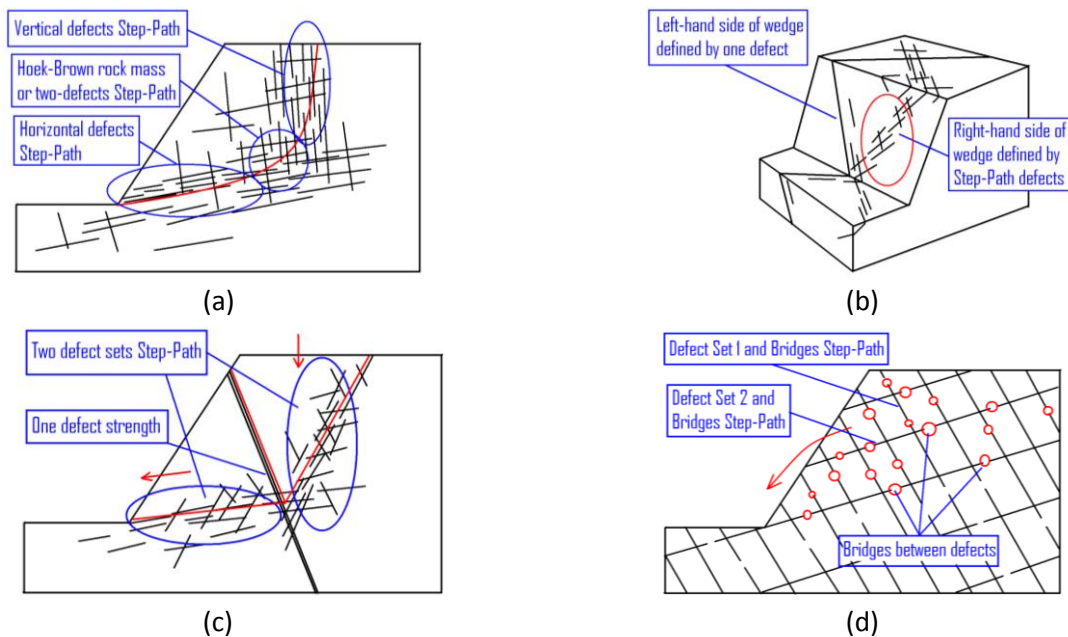 Vertical defects Step-Path
Hoek-Brown rock mass
or two-defects Step-Path
Horizontal defects
Step-Path
(a)
Left-hand side of wedge
defined by one defect
Right-hand side of
wedge defined by
Step-Path defects
(b)
Two defect sets Step-Path
One defect strength
(c)
Defect Set 1 and Bridges Step-Path
Defect Set 2 and
Bridges Step-Path
Bridges between defects
(d)